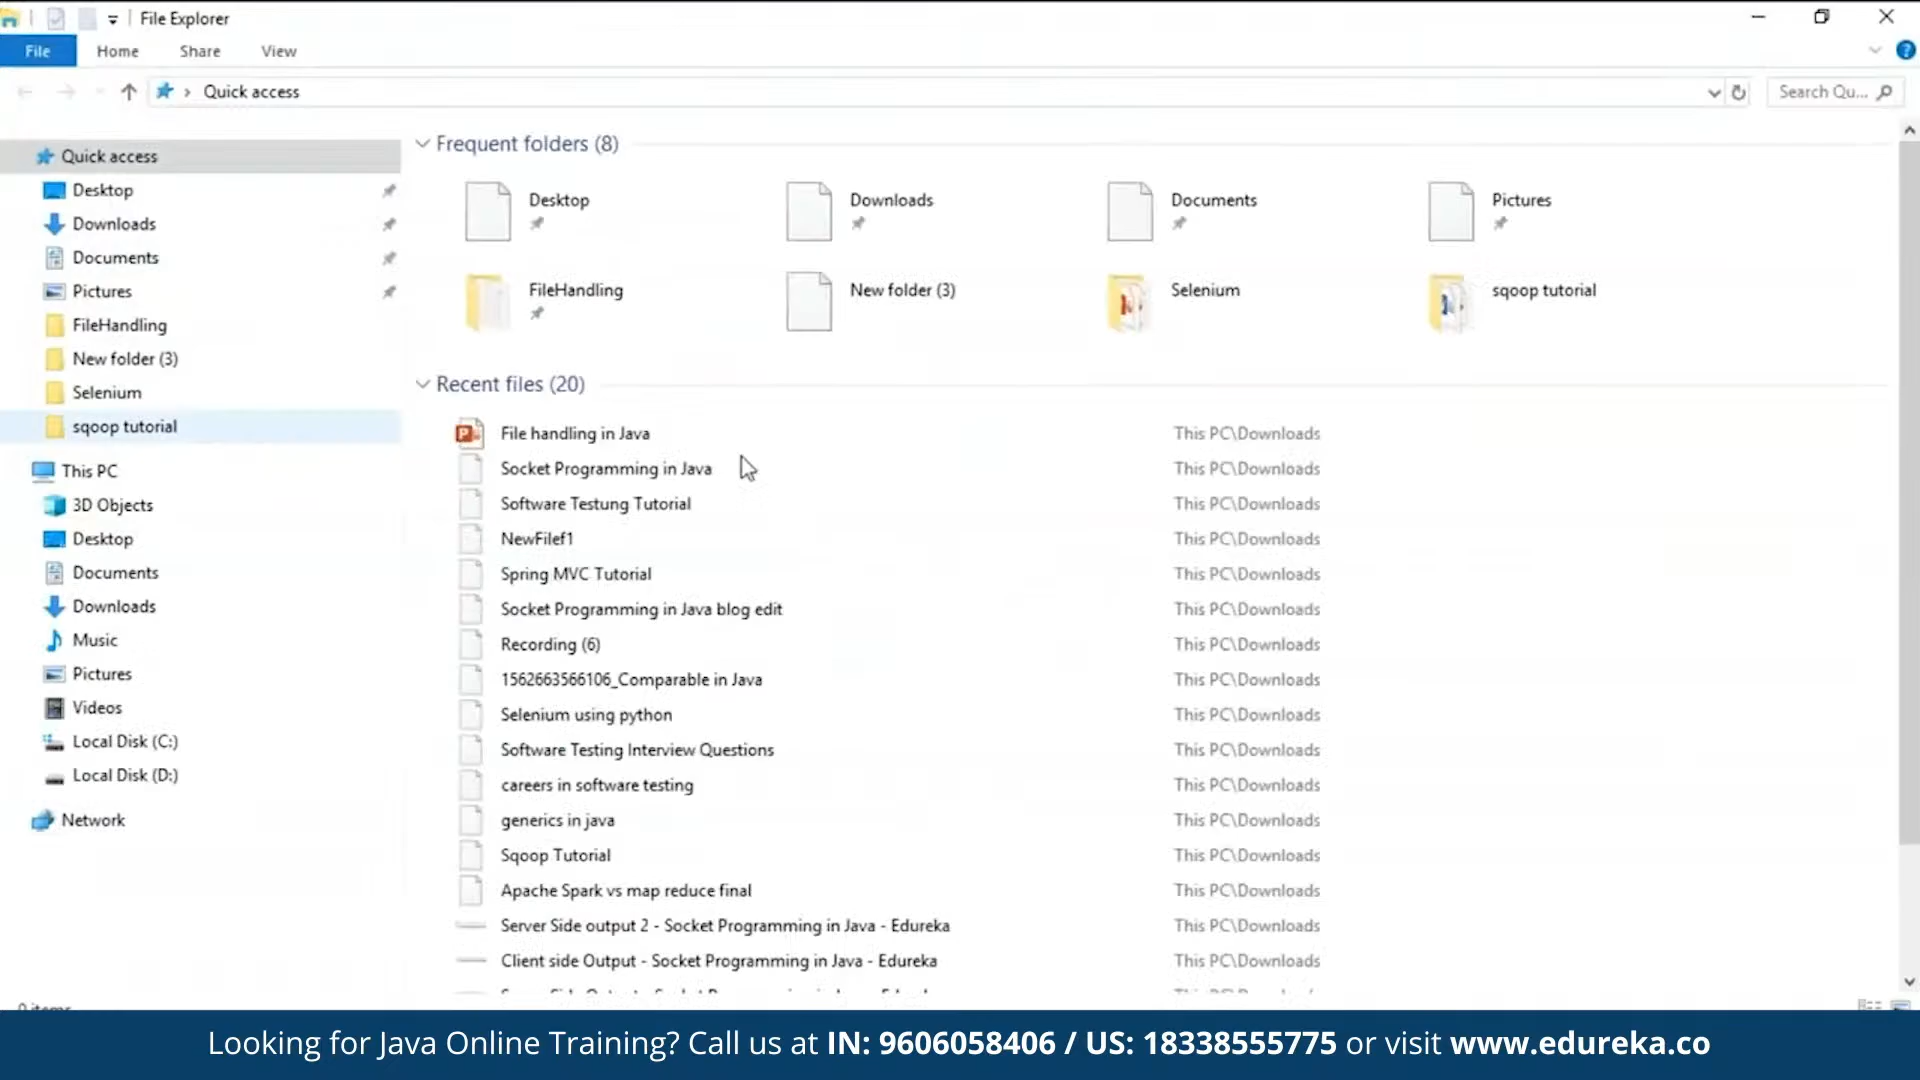 File Explorer
File Home Share View
Quick access
Search Qu...
Quick access
Desktop
Downloads
Documents
Pictures
FileHandling
New folder (3)
Selenium
sqoop tutorial
This PC
3D Objects
Desktop
Documents
Downloads
Music
Pictures
Videos
Local Disk (C:)
Local Disk (D:)
Network
Frequent folders (8)
Desktop Downloads Documents Pictures
FileHandling New folder (3) Selenium sqoop tutorial
Recent files (20)
File handling in Java This PC\Downloads
Socket Programming in Java This PC\Downloads
Software Testung Tutorial This PC\Downloads
NewFilef1 This PC\Downloads
Spring MVC Tutorial This PC\Downloads
Socket Programming in Java blog edit This PC\Downloads
Recording (6) This PC\Downloads
1562663566106_Comparable in Java This PC\Downloads
Selenium using python This PC\Downloads
Software Testing Interview Questions This PC\Downloads
careers in software testing This PC\Downloads
generics in java This PC\Downloads
Sqoop Tutorial This PC\Downloads
Apache Spark vs map reduce final This PC\Downloads
Server Side output 2 - Socket Programming in Java - Edureka This PC\Downloads
Client side Output - Socket Programming in Java - Edureka This PC\Downloads
Looking for Java Online Training? Call us at IN: 9606058406 / US: 18338555775 or visit www.edureka.co